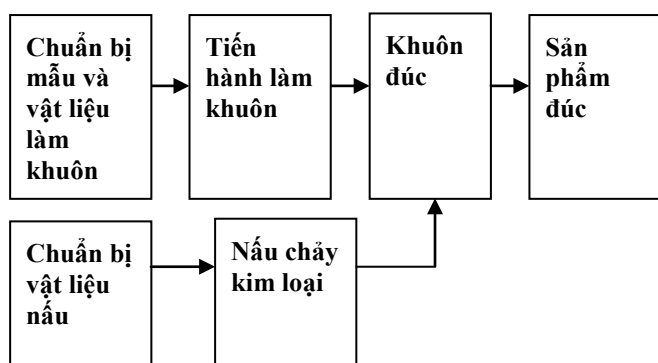 Chuẩn bị
mẫu và
vật liệu
làm
khuôn
Tiến
hành làm
khuôn
Khuôn
đúc
Sản
phẩm
đúc
Chuẩn bị
vật liệu
nấu
Nấu chảy
kim loại